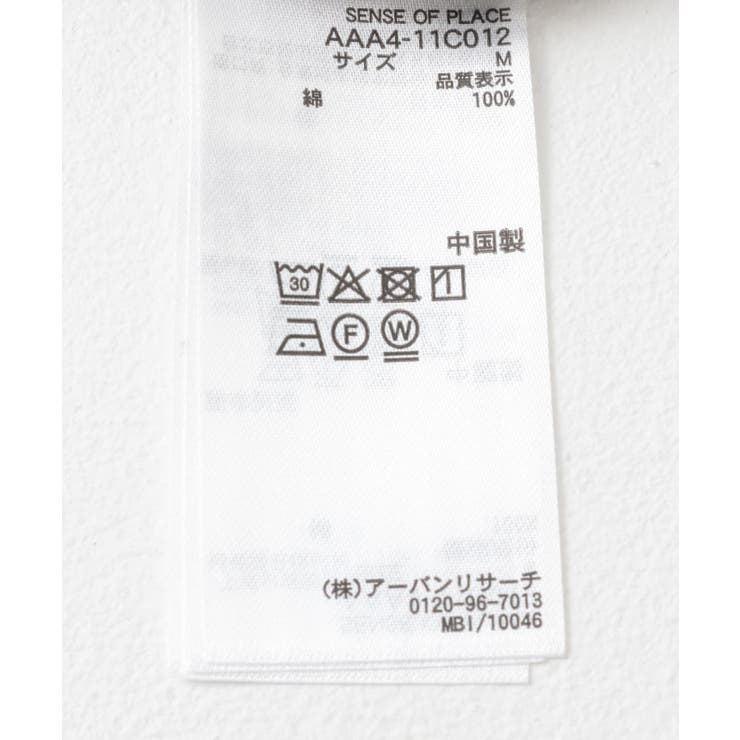 SENSE OF PLACE
AAA4-11C012
サイズ M
品質表示
綿 100%
中国製
30
F W
(株)アーバンリサーチ
0120-96-7013
MBI/10046